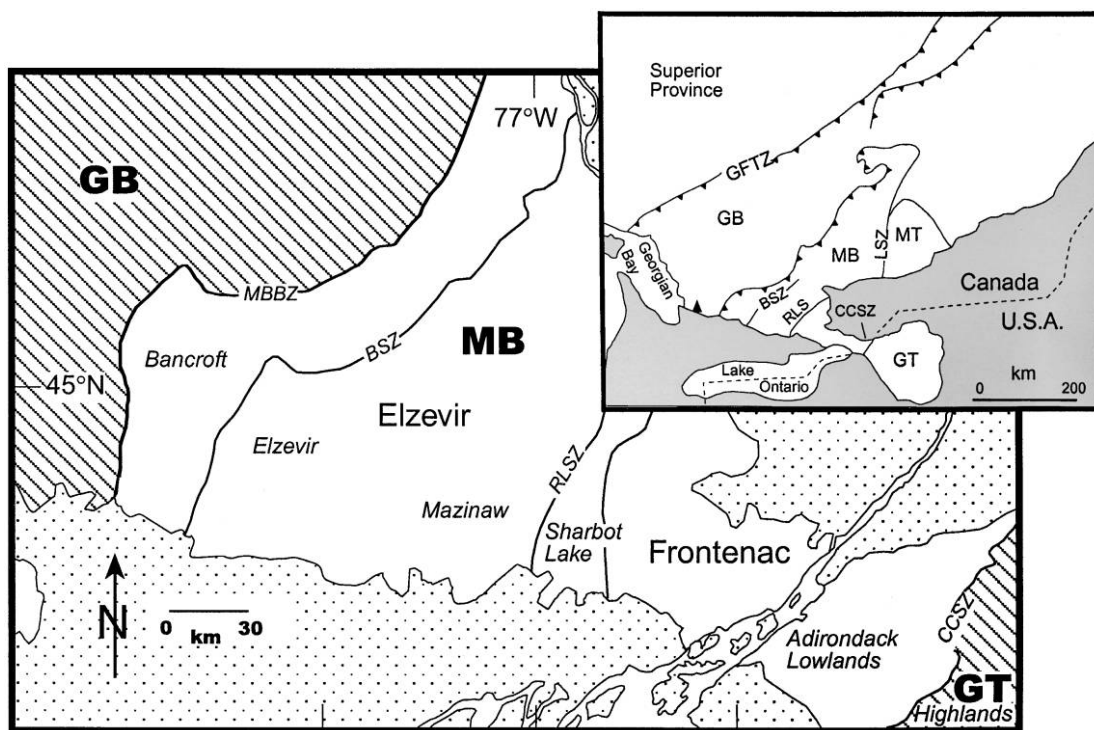 Superior
Province
GFTZ
GB
Georgian
Bay
BSZ
MB
LSZ
MT
RLS
CCSZ
Canada
U.S.A.
GT
Lake
Ontario
km
0 200
77°W
GB
MBBZ
BSZ
MB
Bancroft
45°N
Elzevir
Elzevir
RLSZ
Mazinaw
Sharbot
Lake
Frontenac
N
0 30
km
Adirondack
Lowlands
CCSZ
GT
Highlands